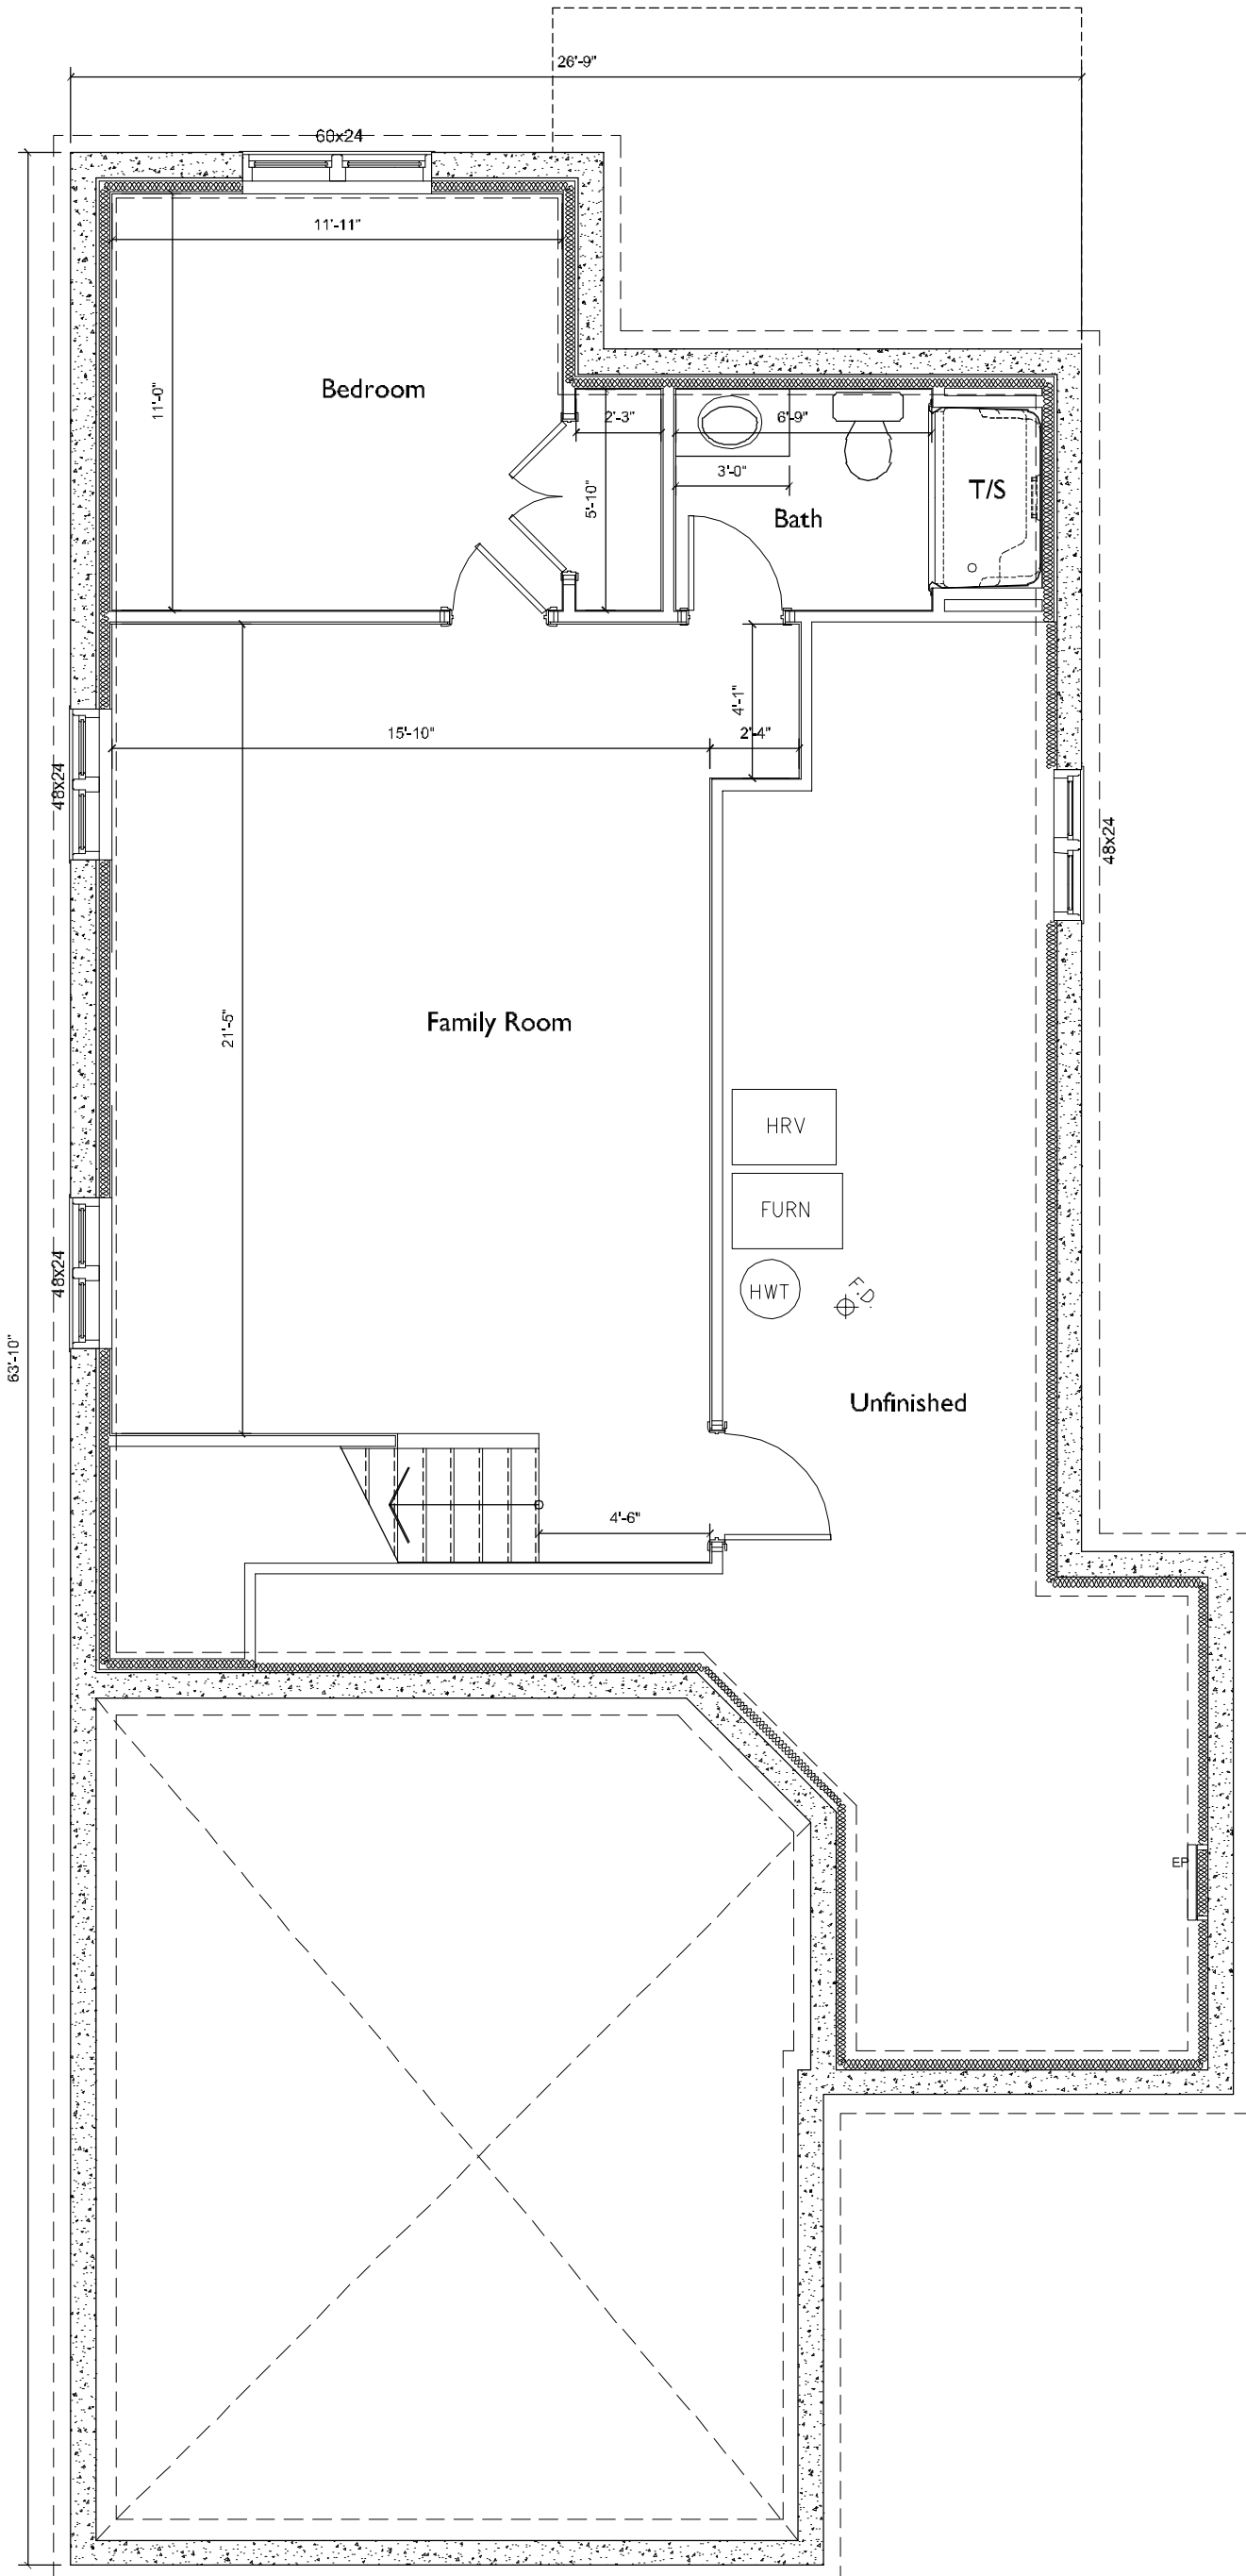 26'-9"
60x24
11'-11"
Bedroom
11'-0"
2'-3"
6'-9"
3'-0"
T/S
5'-10"
Bath
4'-1"
15'-10"
2'-4"
48x24
48x24
Family Room
21'-5"
HRV
FURN
HWT
F.D.
48x24
63'-10"
Unfinished
4'-6"
EP